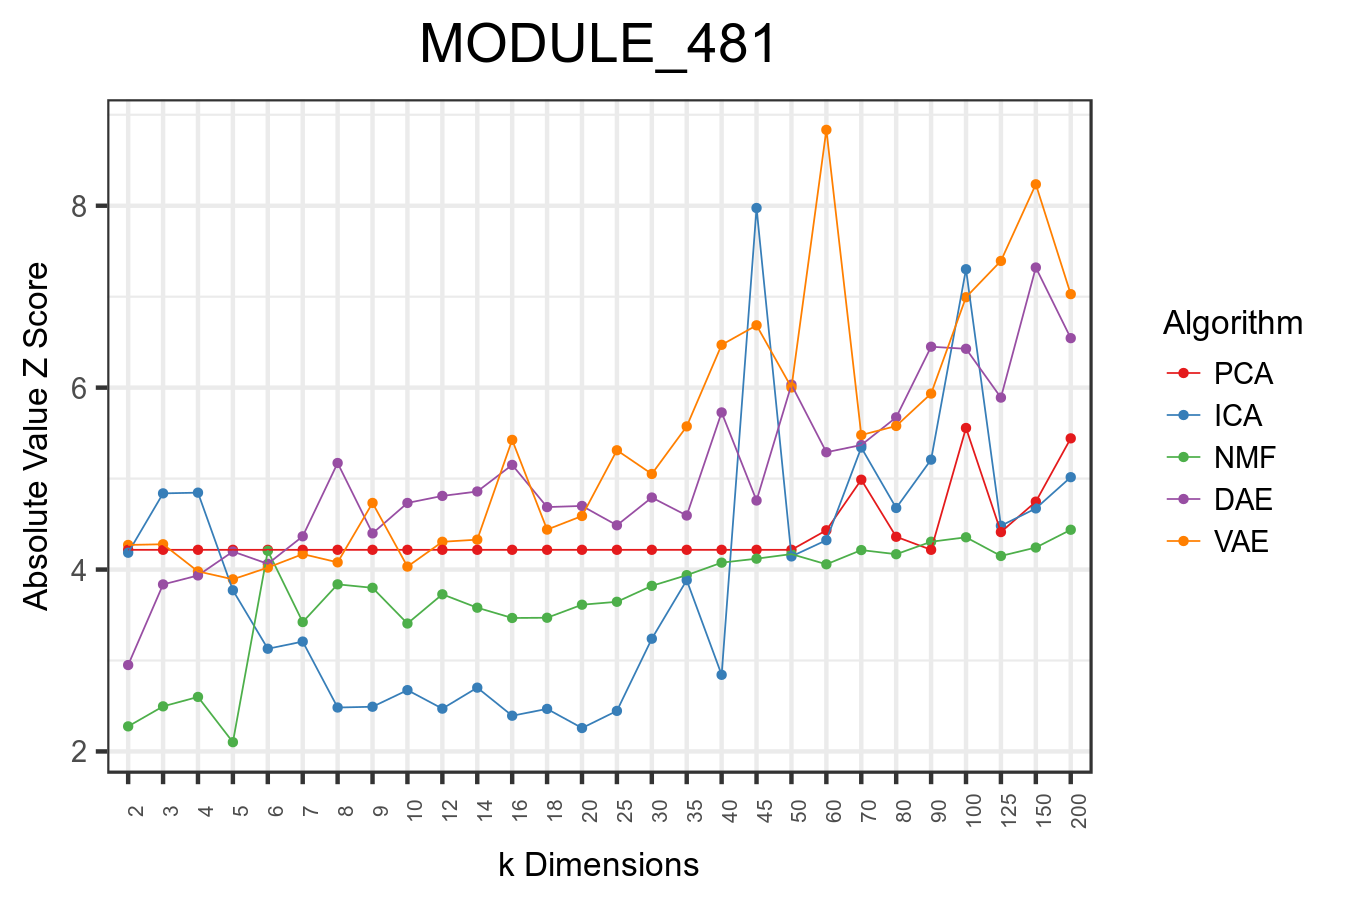 MODULE_481
Absolute Value Z Score
8
6
4
2
2 3 4 5 6 7 8 9 10 12 14 16 18 20 25 30 35 40 45 50 60 70 80 90 100 125 150 200
k Dimensions
Algorithm
PCA
ICA
NMF
DAE
VAE